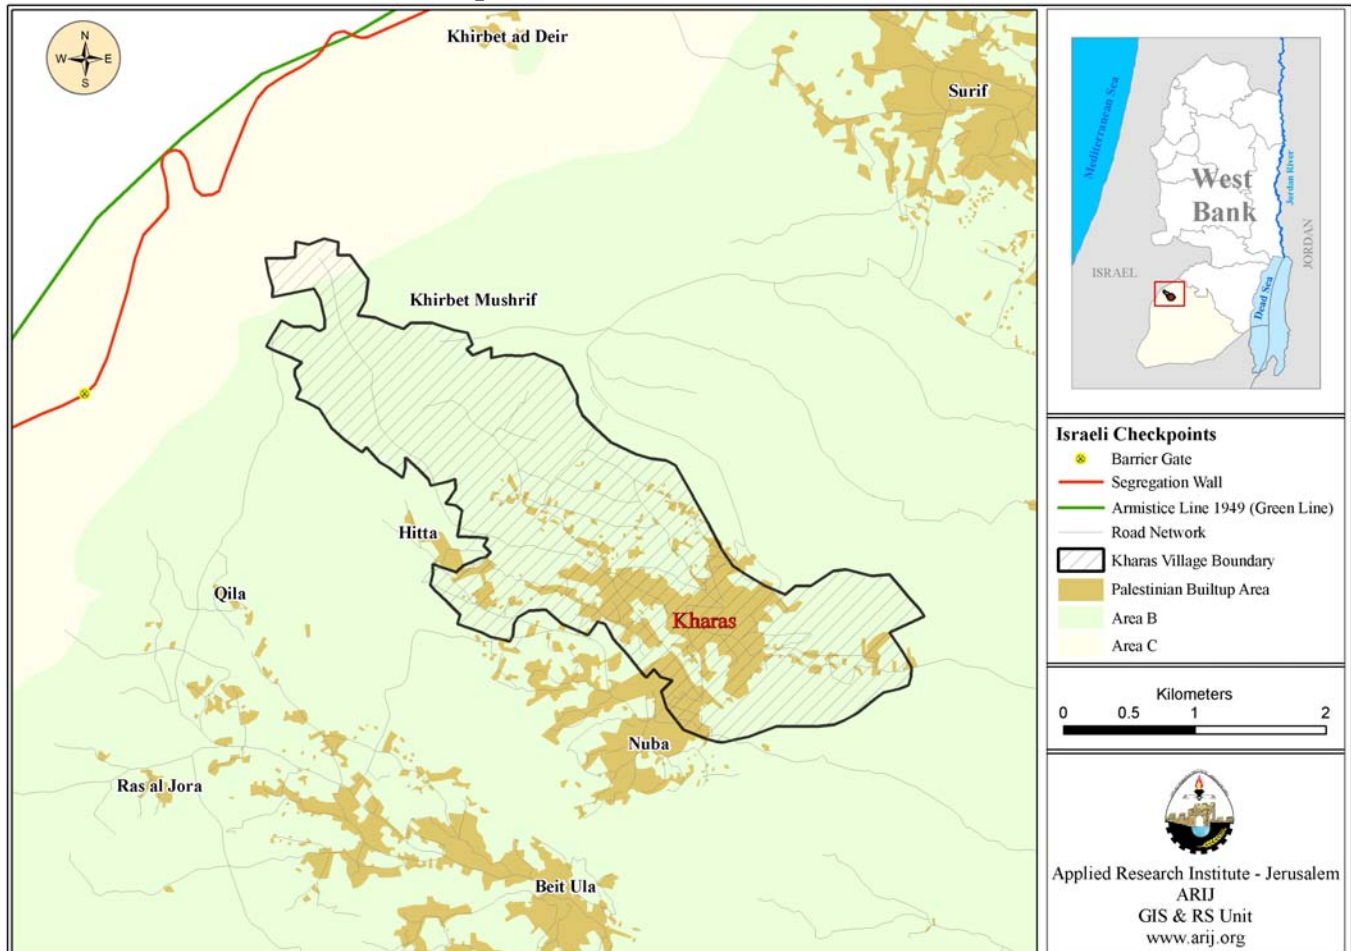 N
W E
S
Khirbet ad Deir
Surif
Khirbet Mushrif
Hitta
Qila
Kharas
Nuba
Ras al Jora
Beit Ula
Mediterranean Sea
West
Bank
Jordan River
JORDAN
ISRAEL
Dead Sea
Israeli Checkpoints
Barrier Gate
Segregation Wall
Armistice Line 1949 (Green Line)
Road Network
Kharas Village Boundary
Palestinian Builtup Area
Area B
Area C
Kilometers
0 0.5 1 2
Applied Research Institute - Jerusalem
ARIJ
GIS & RS Unit
www.arij.org